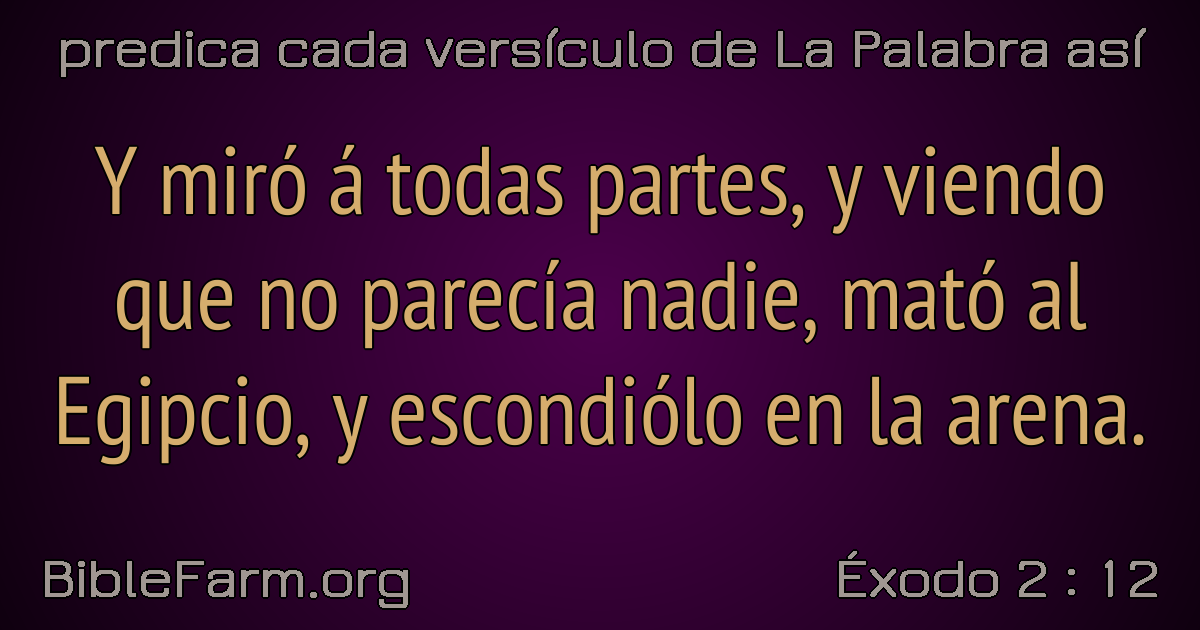 predica cada versículo de La Palabra así
Y miró á todas partes, y viendo
que no parecía nadie, mató al
Egipcio, y escondiólo en la arena.
BibleFarm.org
Éxodo 2 : 12